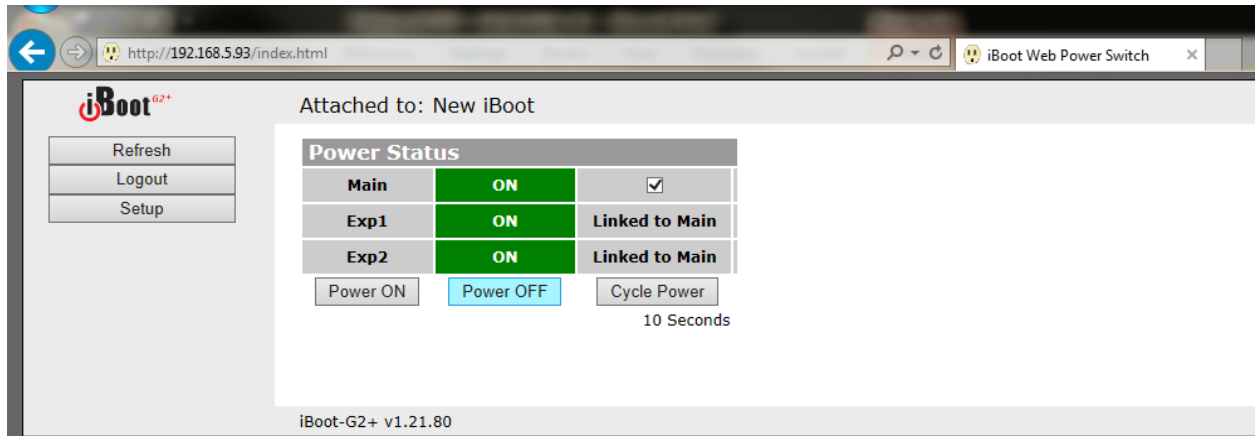 http://192.168.5.93/index.html
iBoot Web Power Switch
iBoot G2+
Attached to: New iBoot
Refresh
Logout
Setup
Power Status
Main ON
Exp1 ON Linked to Main
Exp2 ON Linked to Main
Power ON Power OFF Cycle Power
10 Seconds
iBoot-G2+ v1.21.80